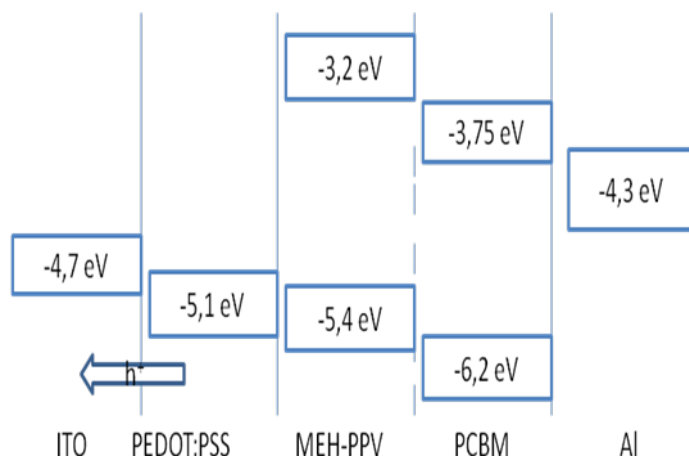 -3,2 eV
-3,75 eV
-4,3 eV
-4,7 eV
-5,1 eV
-5,4 eV
-6,2 eV
h⁺
ITO PEDOT:PSS MEH-PPV PCBM Al